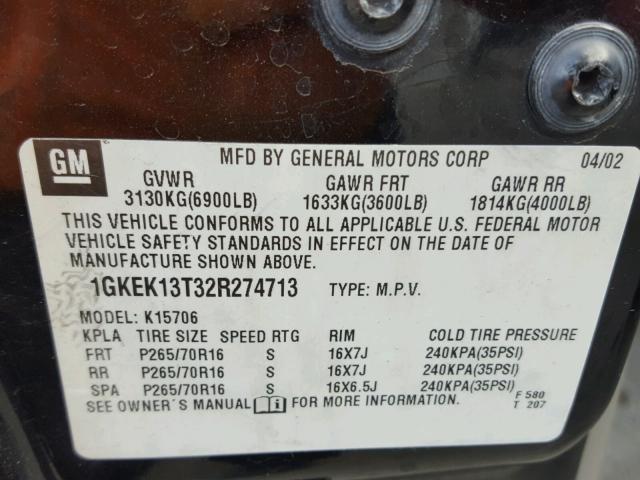 GM MFD BY GENERAL MOTORS CORP 04/02
GVWR GAWR FRT GAWR RR
3130KG(6900LB) 1633KG(3600LB) 1814KG(4000LB)
THIS VEHICLE CONFORMS TO ALL APPLICABLE U.S. FEDERAL MOTOR
VEHICLE SAFETY STANDARDS IN EFFECT ON THE DATE OF
MANUFACTURE SHOWN ABOVE.
1GKEK13T32R274713 TYPE: M.P.V.
MODEL: K15706
KPLA TIRE SIZE SPEED RTG RIM COLD TIRE PRESSURE
FRT P265/70R16 S 16X7J 240KPA(35PSI)
RR P265/70R16 S 16X7J 240KPA(35PSI)
SPA P265/70R16 S 16X6.5J 240KPA(35PSI)
SEE OWNER'S MANUAL i FOR MORE INFORMATION. F 580
T 207